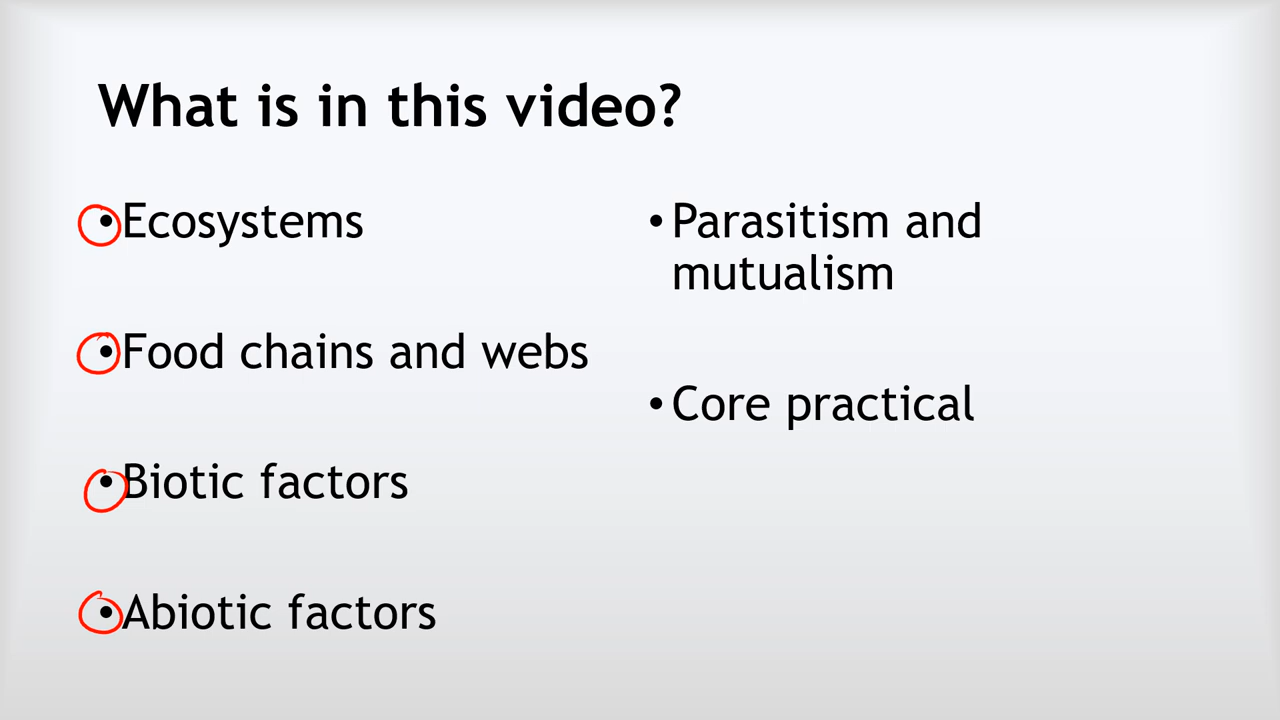 What is in this video?
•Ecosystems
•Food chains and webs
•Biotic factors
•Abiotic factors
•Parasitism and
mutualism
•Core practical